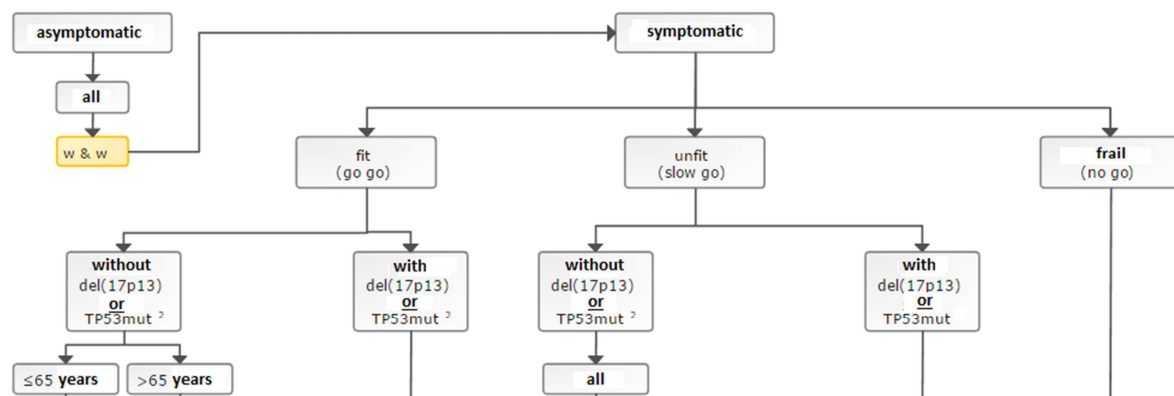 asymptomatic
symptomatic
all
w & w
fit
(go go)
unfit
(slow go)
frail
(no go)
without
del(17p13)
or
TP53mut ²
with
del(17p13)
or
TP53mut ²
without
del(17p13)
or
TP53mut ²
with
del(17p13)
or
TP53mut
≤65 years
>65 years
all